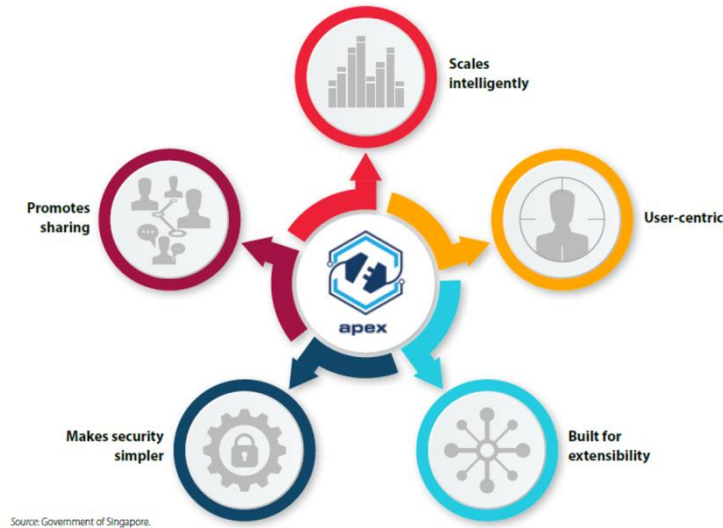 Scales
intelligently
Promotes
sharing
User-centric
apex
Makes security
simpler
Built for
extensibility
Source: Government of Singapore.